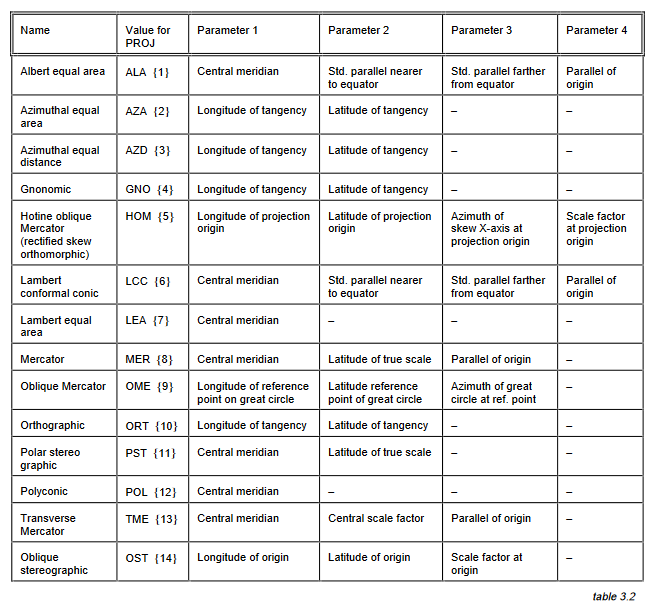 Name Value for PROJ Parameter 1 Parameter 2 Parameter 3 Parameter 4
Albert equal area ALA {1} Central meridian Std. parallel nearer to equator Std. parallel farther from equator Parallel of origin
Azimuthal equal area AZA {2} Longitude of tangency Latitude of tangency – –
Azimuthal equal distance AZD {3} Longitude of tangency Latitude of tangency – –
Gnonomic GNO {4} Longitude of tangency Latitude of tangency – –
Hotine oblique Mercator (rectified skew orthomorphic) HOM {5} Longitude of projection origin Latitude of projection origin Azimuth of skew X-axis at projection origin Scale factor at projection origin
Lambert conformal conic LCC {6} Central meridian Std. parallel nearer to equator Std. parallel farther from equator Parallel of origin
Lambert equal area LEA {7} Central meridian – – –
Mercator MER {8} Central meridian Latitude of true scale Parallel of origin –
Oblique Mercator OME {9} Longitude of reference point on great circle Latitude reference point of great circle Azimuth of great circle at ref. point –
Orthographic ORT {10} Longitude of tangency Latitude of tangency – –
Polar stereo graphic PST {11} Central meridian Latitude of true scale – –
Polyconic POL {12} Central meridian – – –
Transverse Mercator TME {13} Central meridian Central scale factor Parallel of origin –
Oblique stereographic OST {14} Longitude of origin Latitude of origin Scale factor at origin –
table 3.2